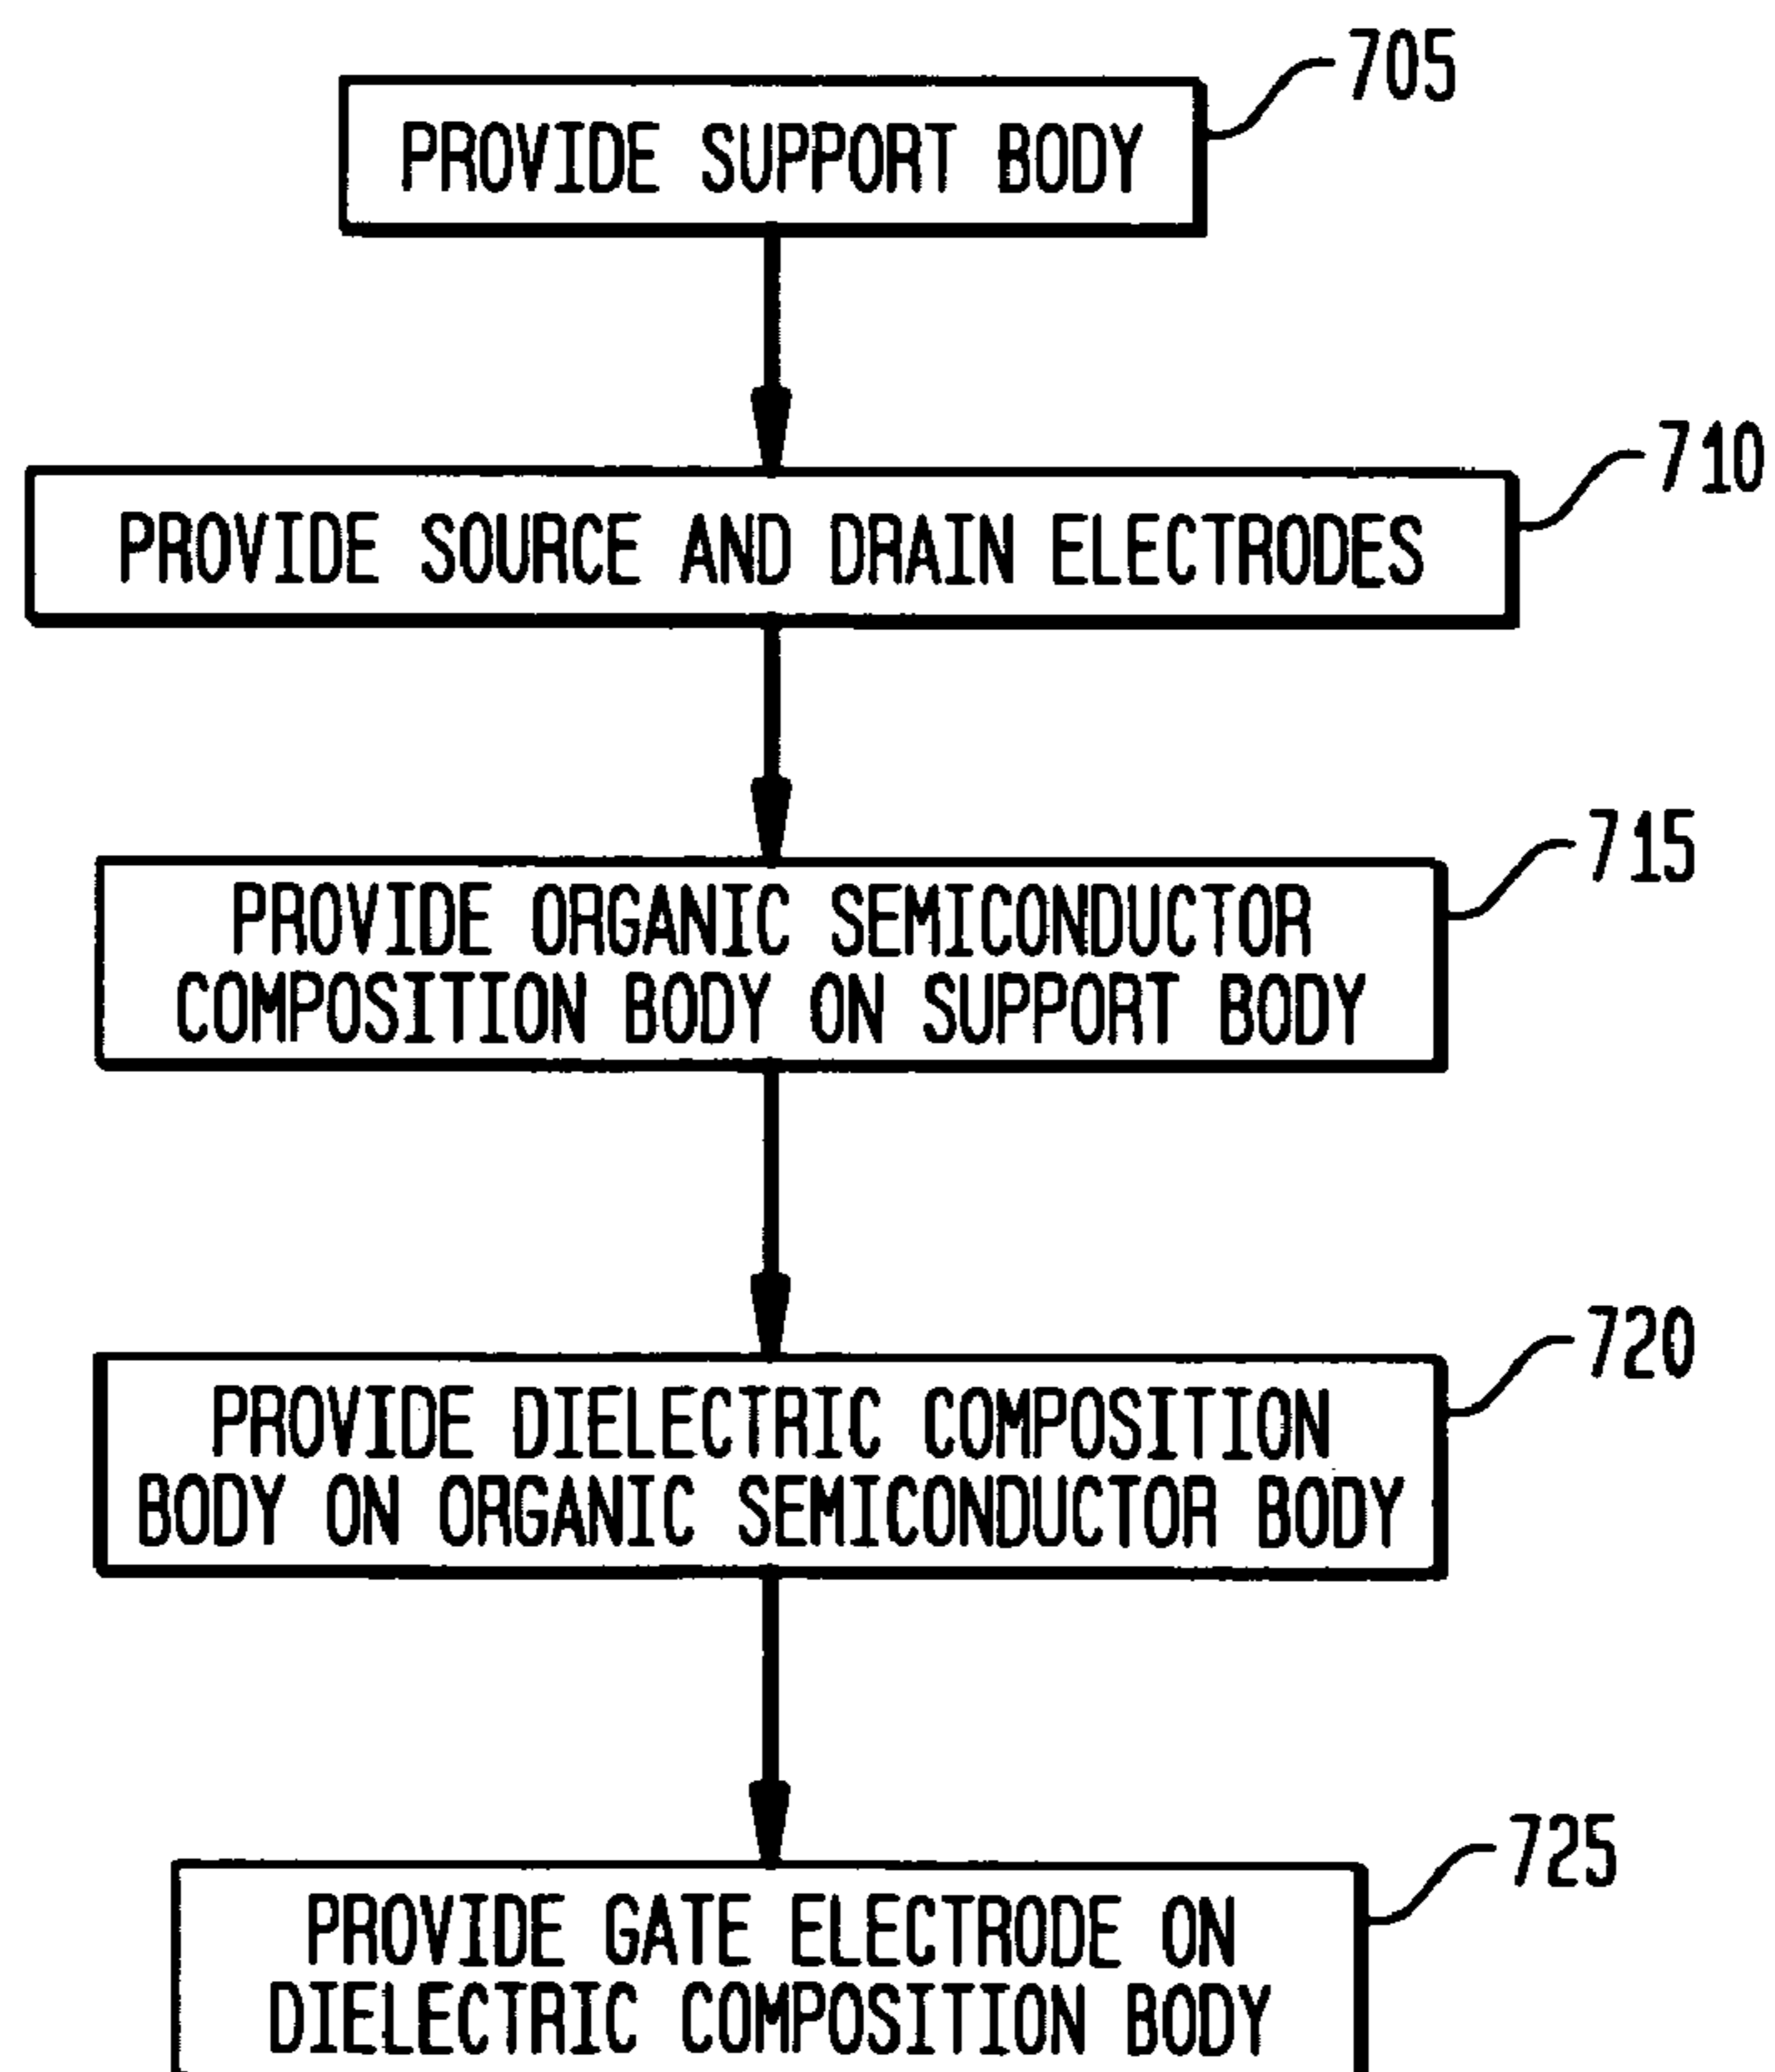 705
PROVIDE SUPPORT BODY
710
PROVIDE SOURCE AND DRAIN ELECTRODES
715
PROVIDE ORGANIC SEMICONDUCTOR
COMPOSITION BODY ON SUPPORT BODY
720
PROVIDE DIELECTRIC COMPOSITION
BODY ON ORGANIC SEMICONDUCTOR BODY
725
PROVIDE GATE ELECTRODE ON
DIELECTRIC COMPOSITION BODY